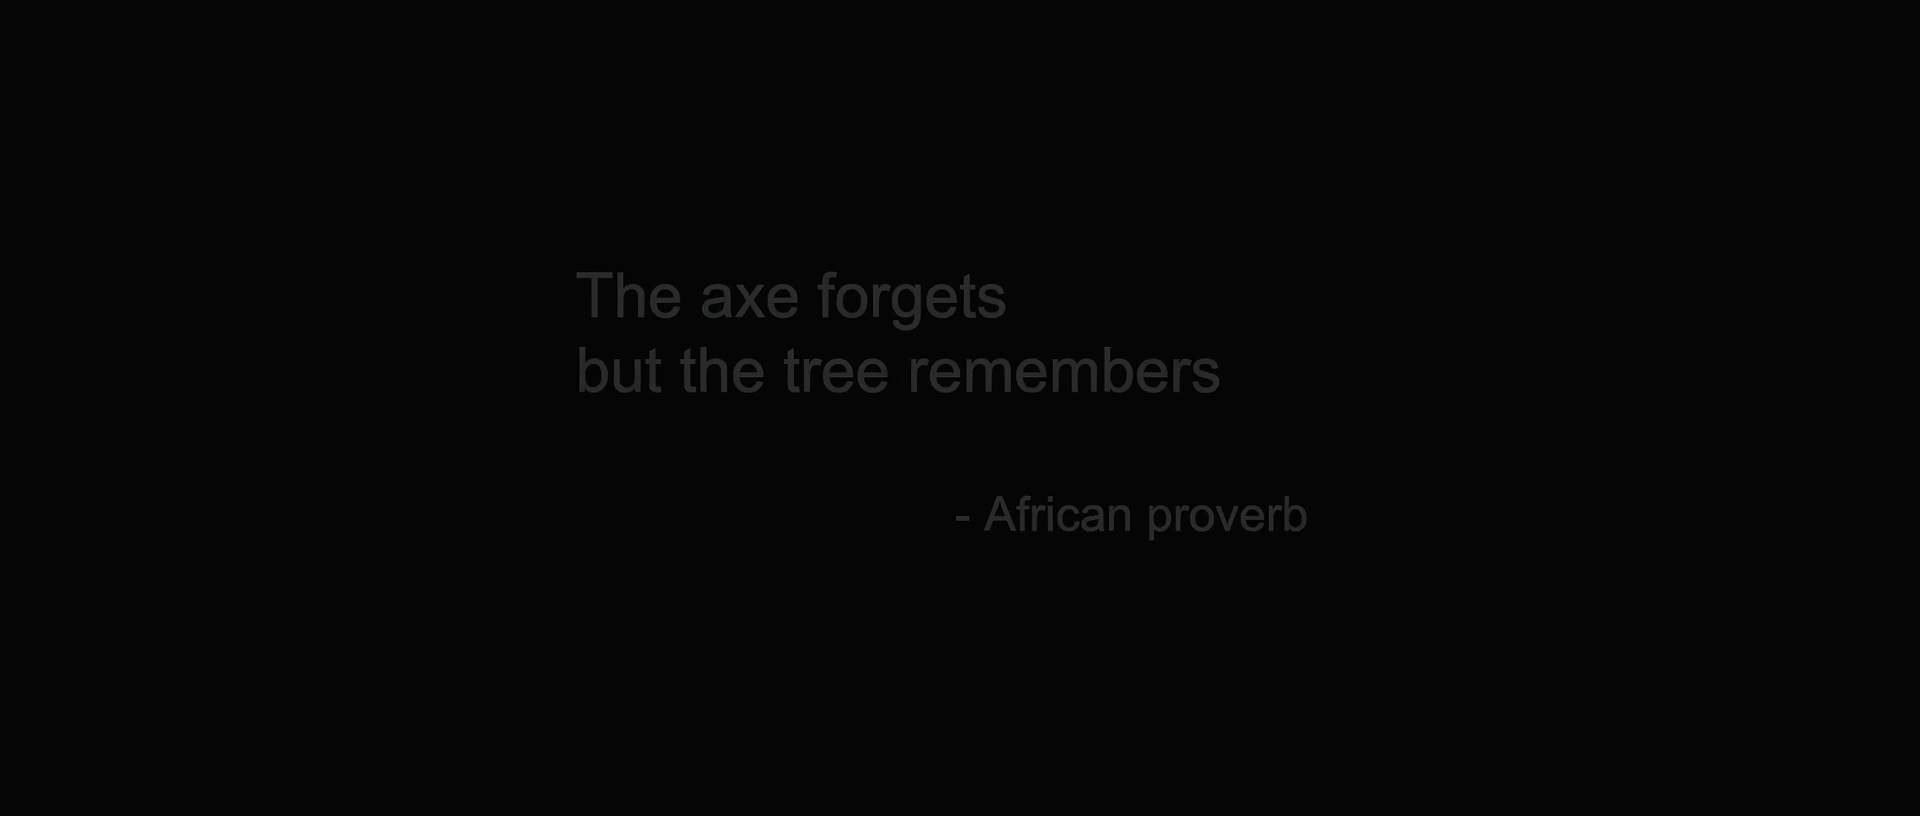 The axe forgets
but the tree remembers
- African proverb